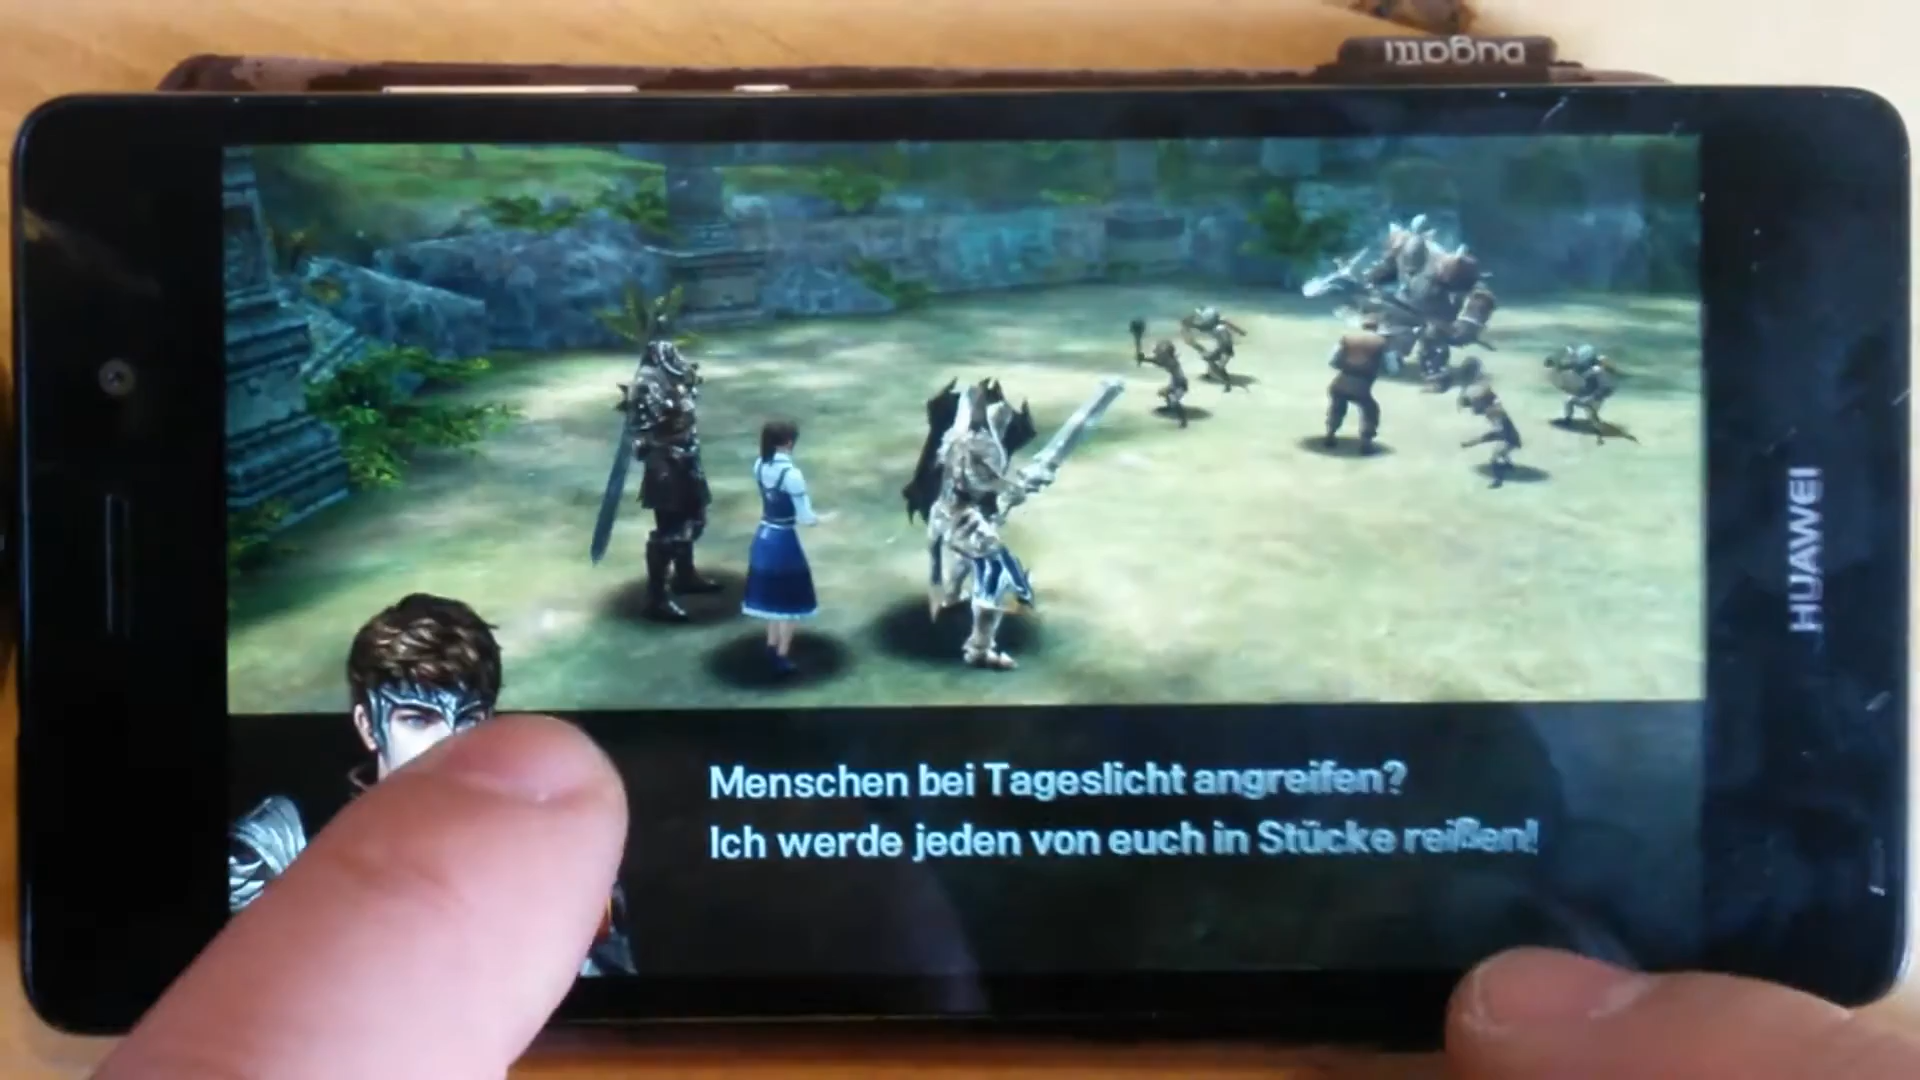 bugatti
Menschen bei Tageslicht angreifen?
Ich werde jeden von euch in Stücke reißen!
HUAWEI